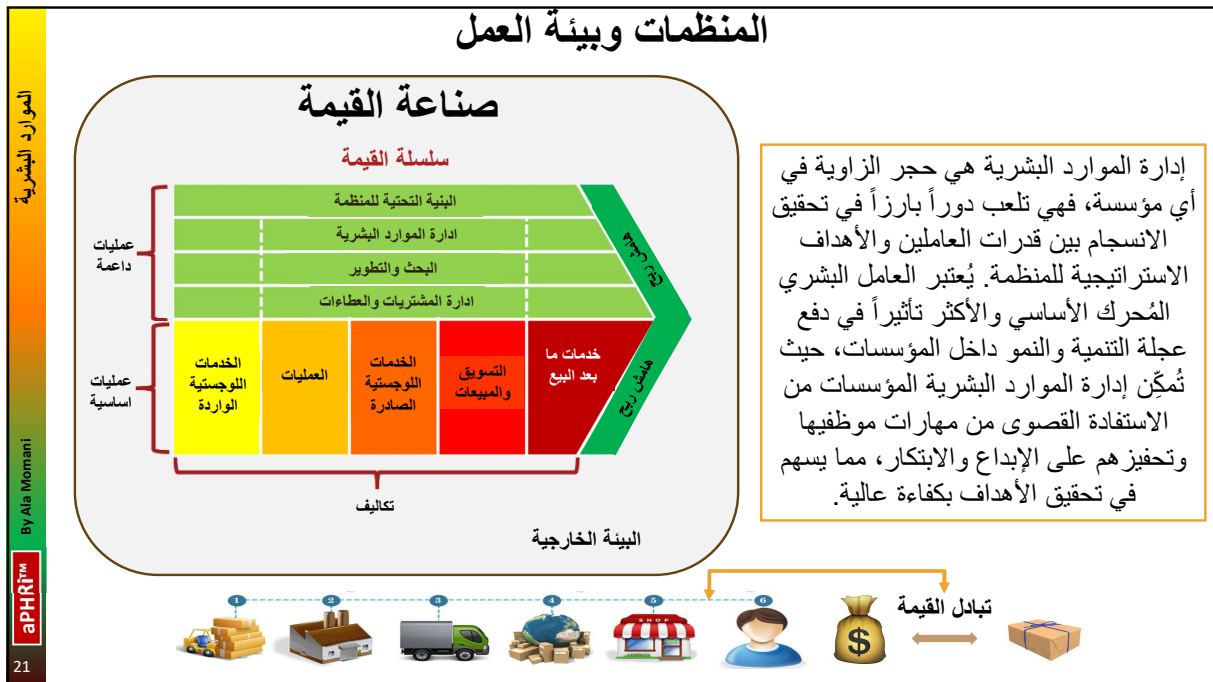 المنظمات وبيئة العمل
صناعة القيمة
سلسلة القيمة
البنية التحتية للمنظمة
ادارة الموارد البشرية
البحث والتطوير
ادارة المشتريات والعطاءات
عمليات
داعمة
هامش ربح
عمليات
اساسية
الخدمات
اللوجستية
الواردة
العمليات
الخدمات
اللوجستية
الصادرة
التسويق
والمبيعات
خدمات ما
بعد البيع
هامش ربح
تكاليف
البيئة الخارجية
إدارة الموارد البشرية هي حجر الزاوية في
أي مؤسسة، فهي تلعب دوراً بارزاً في تحقيق
الانسجام بين قدرات العاملين والأهداف
الاستراتيجية للمنظمة. يُعتبر العامل البشري
المُحرك الأساسي والأكثر تأثيراً في دفع
عجلة التنمية والنمو داخل المؤسسات، حيث
تُمكِّن إدارة الموارد البشرية المؤسسات من
الاستفادة القصوى من مهارات موظفيها
وتحفيزهم على الإبداع والابتكار، مما يسهم
في تحقيق الأهداف بكفاءة عالية.
1 2 3 4 5 6
SHOP
$
تبادل القيمة
الموارد البشرية
By Ala Momani
aPHRi™
21